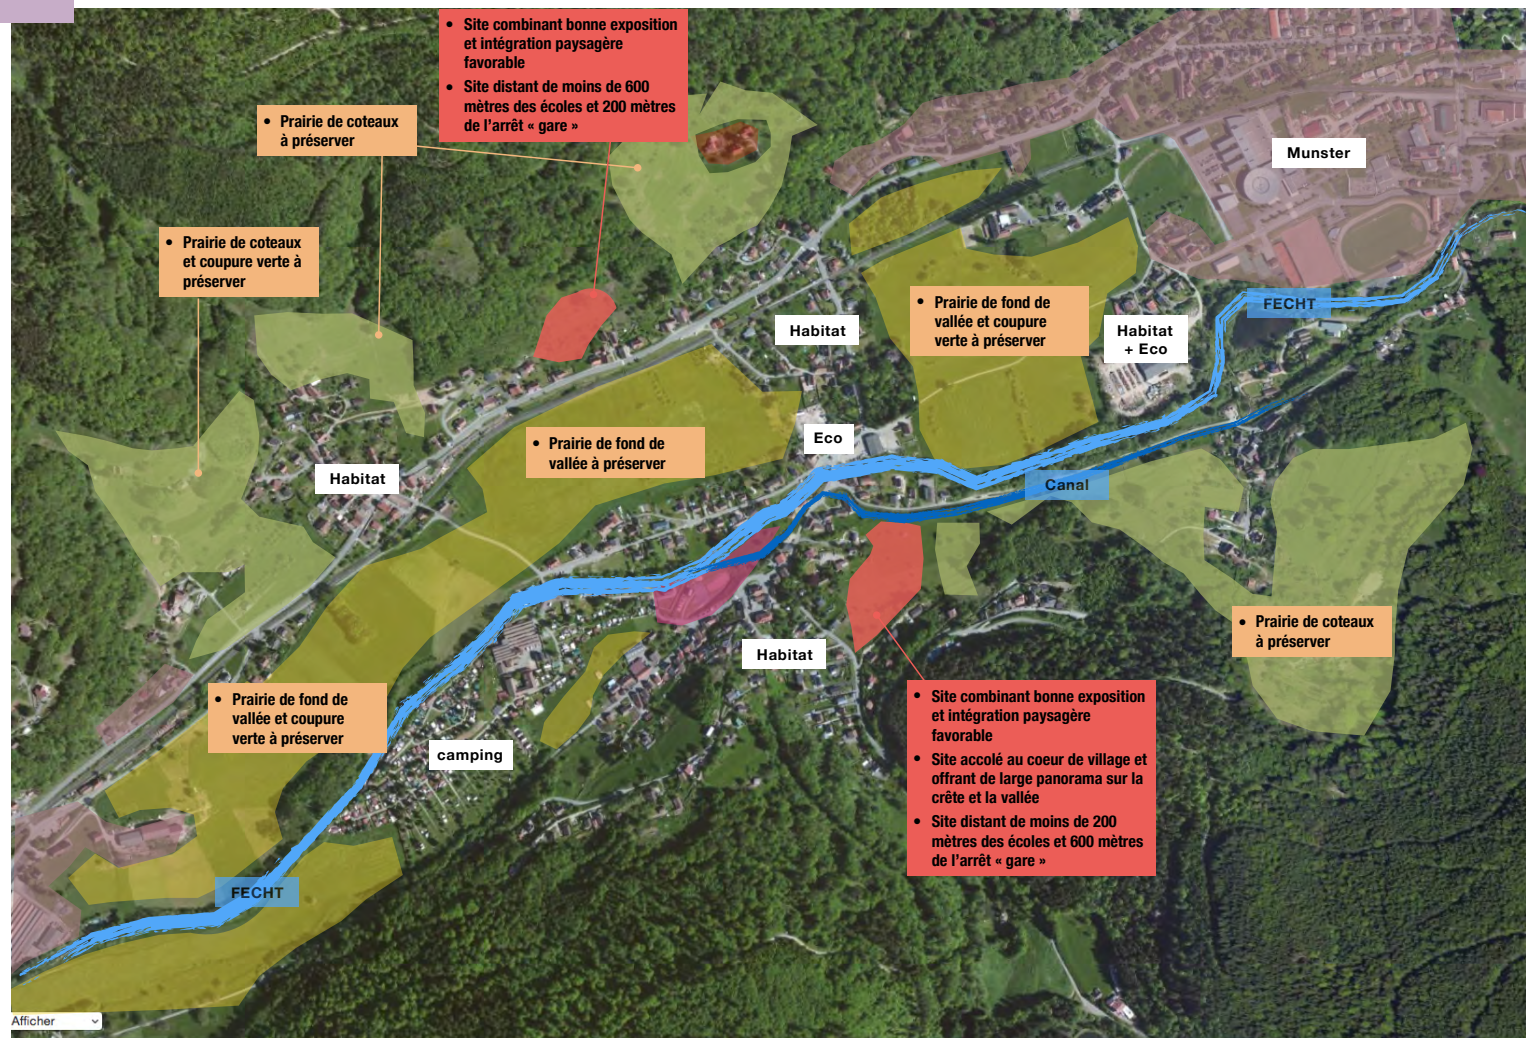 • Site combinant bonne exposition
et intégration paysagère
favorable
• Site distant de moins de 600
mètres des écoles et 200 mètres
de l'arrêt « gare »
• Prairie de coteaux
à préserver
Munster
• Prairie de coteaux
et coupure verte à
préserver
• Prairie de fond de
vallée et coupure
verte à préserver
FECHT
Habitat
Habitat
+ Eco
Eco
• Prairie de fond de
vallée à préserver
Habitat
Canal
• Prairie de coteaux
à préserver
Habitat
• Prairie de fond de
vallée et coupure
verte à préserver
camping
• Site combinant bonne exposition
et intégration paysagère
favorable
• Site accolé au coeur de village et
offrant de large panorama sur la
crête et la vallée
• Site distant de moins de 200
mètres des écoles et 600 mètres
de l'arrêt « gare »
FECHT
Afficher